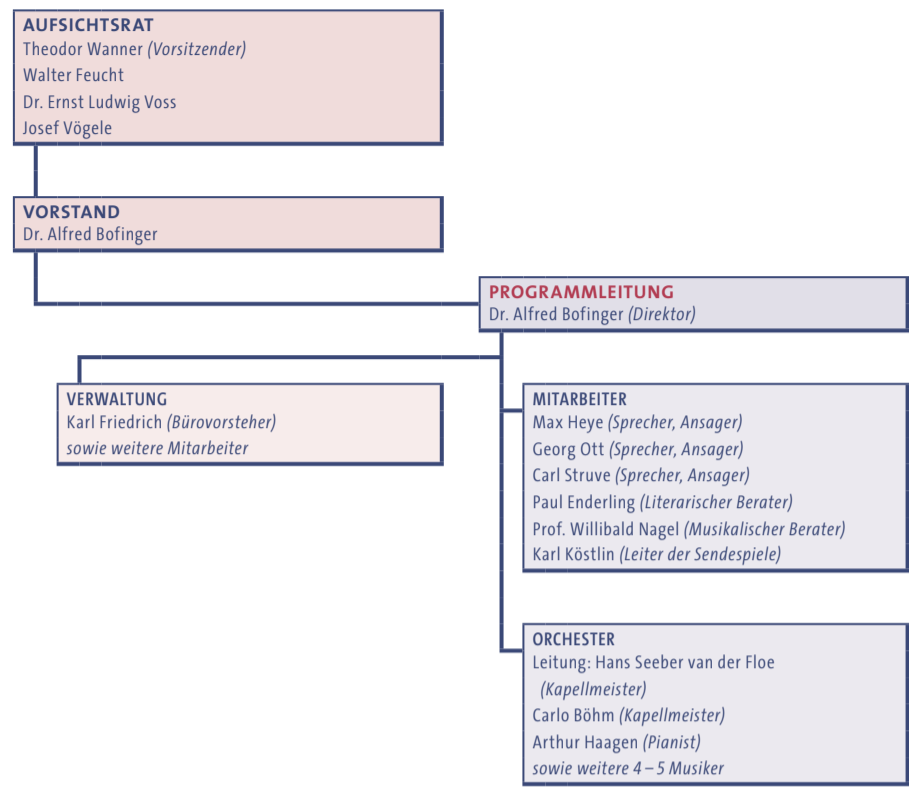 AUFSICHTSRAT
Theodor Wanner (Vorsitzender)
Walter Feucht
Dr. Ernst Ludwig Voss
Josef Vögele
VORSTAND
Dr. Alfred Bofinger
PROGRAMMLEITUNG
Dr. Alfred Bofinger (Direktor)
VERWALTUNG
Karl Friedrich (Bürovorsteher)
sowie weitere Mitarbeiter
MITARBEITER
Max Heye (Sprecher, Ansager)
Georg Ott (Sprecher, Ansager)
Carl Struve (Sprecher, Ansager)
Paul Enderling (Literarischer Berater)
Prof. Willibald Nagel (Musikalischer Berater)
Karl Köstlin (Leiter der Sendespiele)
ORCHESTER
Leitung: Hans Seeber van der Floe
(Kapellmeister)
Carlo Böhm (Kapellmeister)
Arthur Haagen (Pianist)
sowie weitere 4 – 5 Musiker